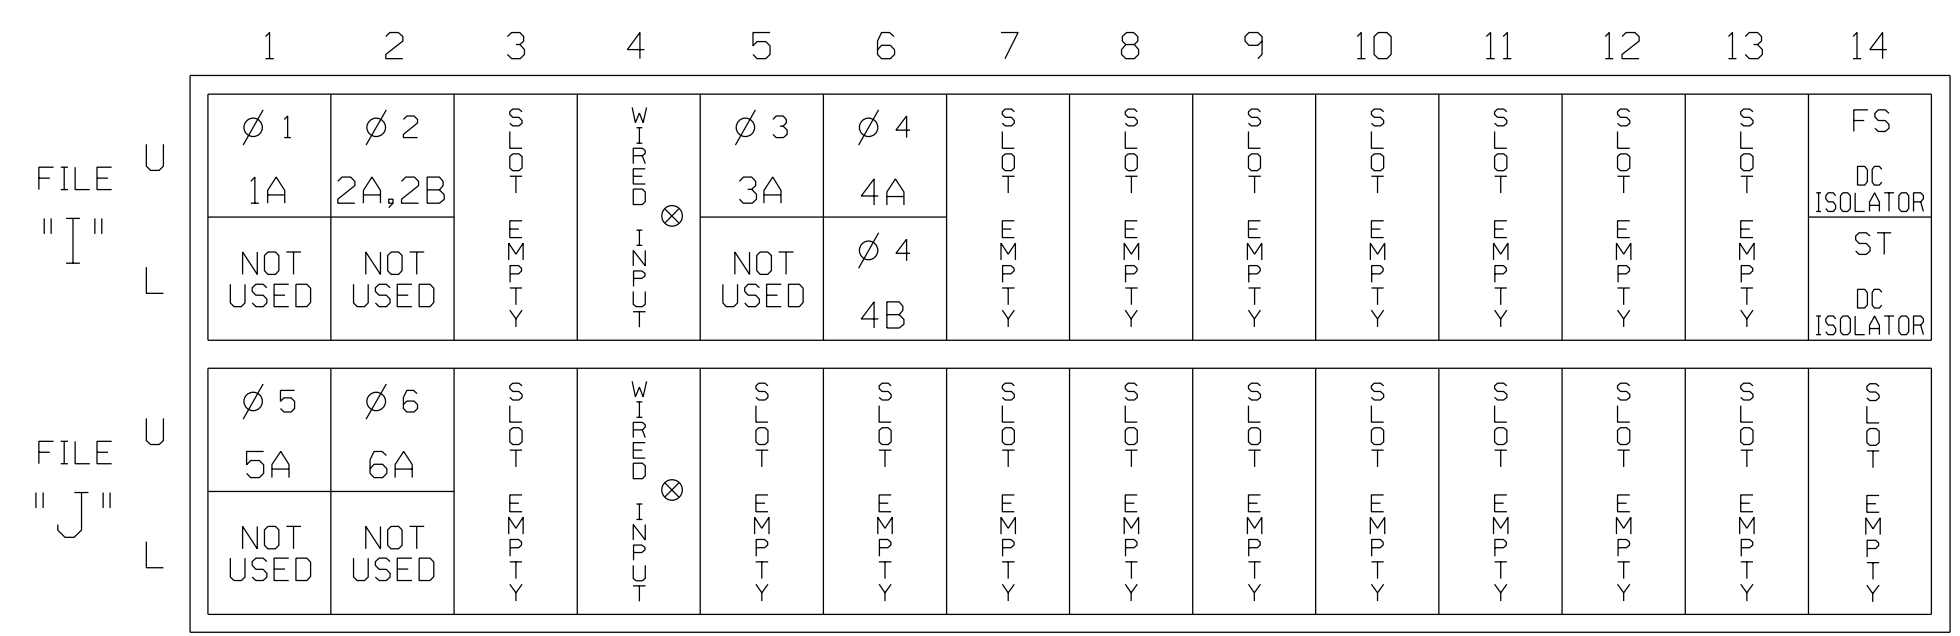 1 2 3 4 5 6 7 8 9 10 11 12 13 14
FILE
"I"
U
L
Ø 1
1A
NOT
USED
Ø 2
2A,2B
NOT
USED
SLOT EMPTY
WIRED INPUT
Ø 3
3A
NOT
USED
Ø 4
4A
Ø 4
4B
SLOT EMPTY
SLOT EMPTY
SLOT EMPTY
SLOT EMPTY
SLOT EMPTY
SLOT EMPTY
SLOT EMPTY
FS
DC
ISOLATOR
ST
DC
ISOLATOR
FILE
"J"
U
L
Ø 5
5A
NOT
USED
Ø 6
6A
NOT
USED
SLOT EMPTY
WIRED INPUT
SLOT EMPTY
SLOT EMPTY
SLOT EMPTY
SLOT EMPTY
SLOT EMPTY
SLOT EMPTY
SLOT EMPTY
SLOT EMPTY
SLOT EMPTY
SLOT EMPTY